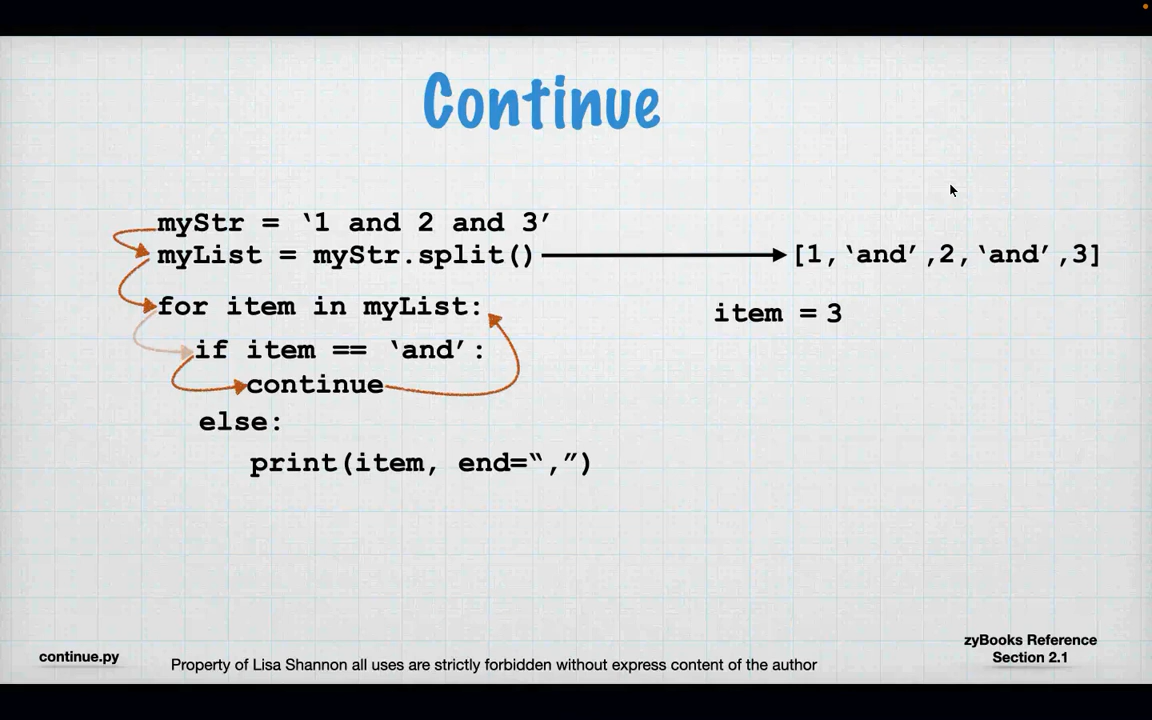 Continue
myStr = ‘1 and 2 and 3’
myList = myStr.split() [1,‘and’,2,‘and’,3]
for item in myList: item = 3
if item == ‘and’:
continue
else:
print(item, end=“,”)
zyBooks Reference
Section 2.1
continue.py
Property of Lisa Shannon all uses are strictly forbidden without express content of the author